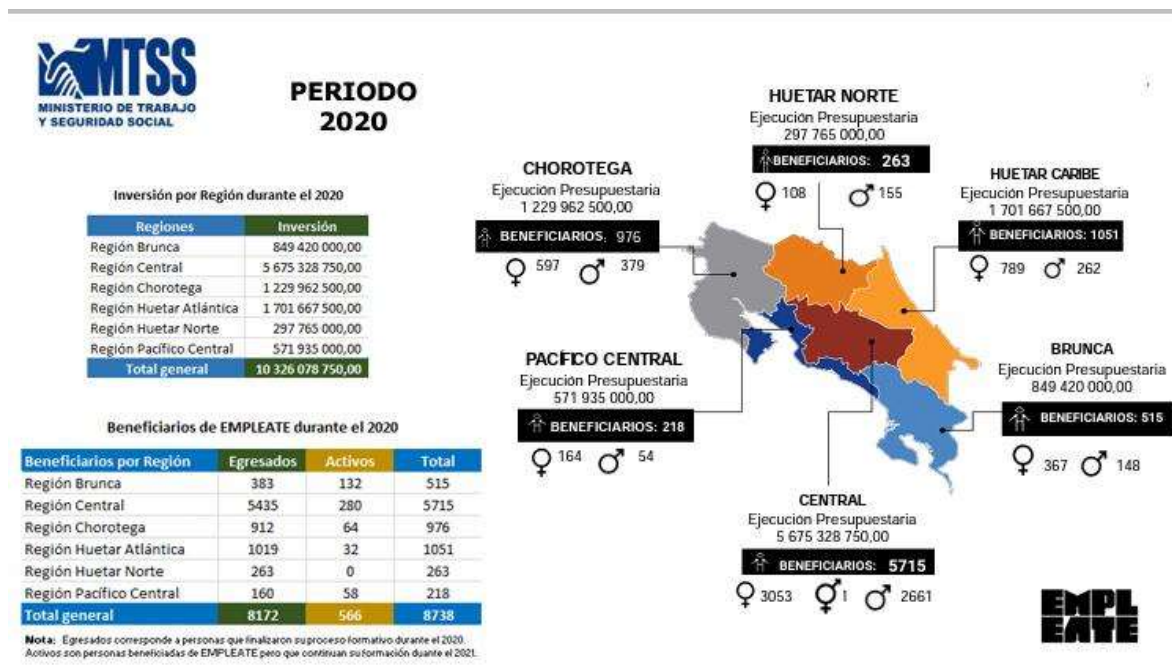 MTSS
MINISTERIO DE TRABAJO
Y SEGURIDAD SOCIAL
PERIODO
2020
Inversión por Región durante el 2020
Regiones Inversión
Región Brunca 849 420 000,00
Región Central 5 675 328 750,00
Región Chorotega 1 229 962 500,00
Región Huetar Atlántica 1 701 667 500,00
Región Huetar Norte 297 765 000,00
Región Pacífico Central 571 935 000,00
Total general 10 326 078 750,00
Beneficiarios de EMPLEATE durante el 2020
Beneficiarios por Región Egresados Activos Total
Región Brunca 383 132 515
Región Central 5435 280 5715
Región Chorotega 912 64 976
Región Huetar Atlántica 1019 32 1051
Región Huetar Norte 263 0 263
Región Pacífico Central 160 58 218
Total general 8172 566 8738
Nota: Egresados corresponde a personas que finalizaron su proceso formativo durante el 2020.
Activos son personas beneficiadas de EMPLEATE pero que continuan su formación duante el 2021.
HUETAR NORTE
Ejecución Presupuestaria
297 765 000,00
BENEFICIARIOS: 263
108 155
CHOROTEGA
Ejecución Presupuestaria
1 229 962 500,00
BENEFICIARIOS: 976
597 379
HUETAR CARIBE
Ejecución Presupuestaria
1 701 667 500,00
BENEFICIARIOS: 1051
789 262
PACÍFICO CENTRAL
Ejecución Presupuestaria
571 935 000,00
BENEFICIARIOS: 218
164 54
BRUNCA
Ejecución Presupuestaria
849 420 000,00
BENEFICIARIOS: 515
367 148
CENTRAL
Ejecución Presupuestaria
5 675 328 750,00
BENEFICIARIOS: 5715
3053 1 2661
EMPL
EATE